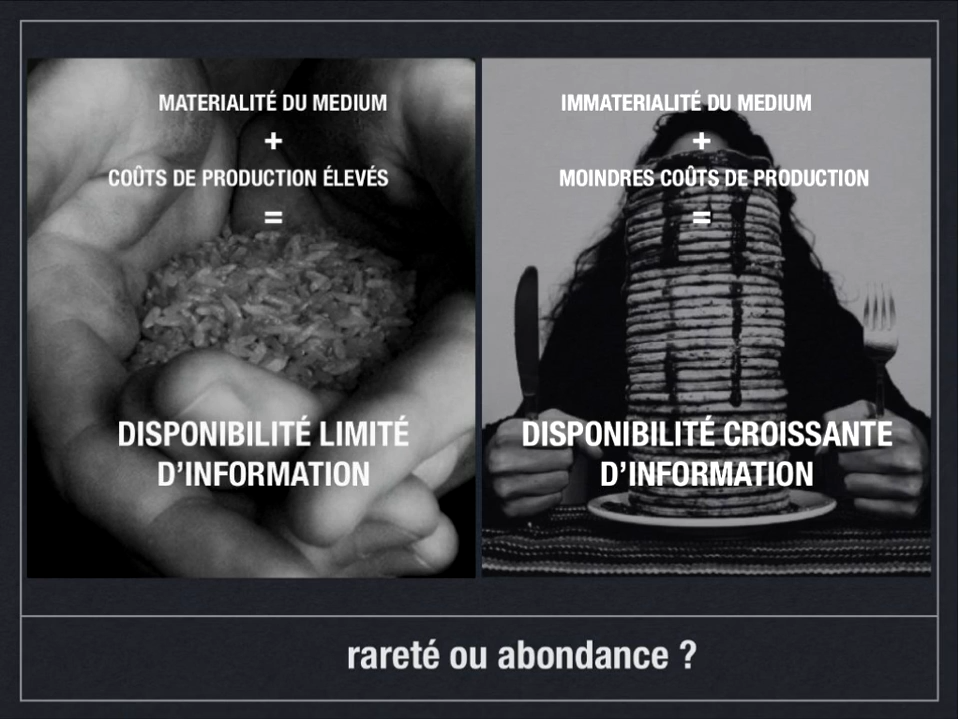 MATERIALITÉ DU MEDIUM
+
COÛTS DE PRODUCTION ÉLEVÉS
=
DISPONIBILITÉ LIMITÉ
D’INFORMATION
IMMATERIALITÉ DU MEDIUM
+
MOINDRES COÛTS DE PRODUCTION
=
DISPONIBILITÉ CROISSANTE
D’INFORMATION
rareté ou abondance ?